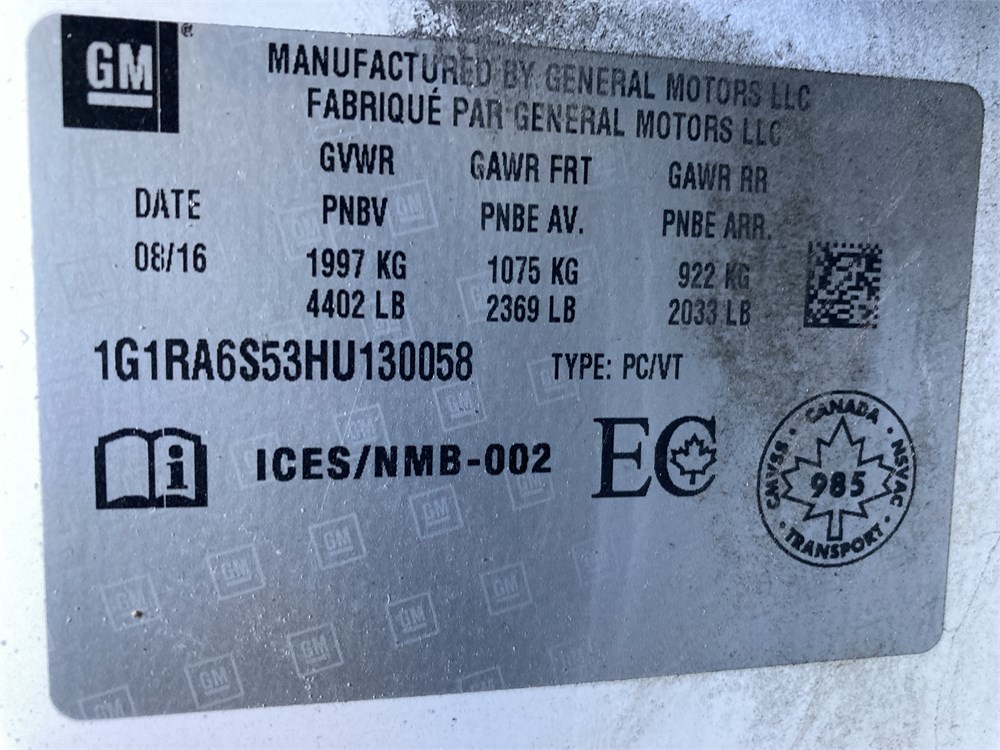 GM
MANUFACTURED BY GENERAL MOTORS LLC
FABRIQUÉ PAR GENERAL MOTORS LLC
GVWR GAWR FRT GAWR RR
DATE PNBV PNBE AV. PNBE ARR.
08/16 1997 KG 1075 KG 922 KG
4402 LB 2369 LB 2033 LB
1G1RA6S53HU130058 TYPE: PC/VT
i ICES/NMB-002 EC
CANADA
CMVSS 985 NSVAC
TRANSPORT